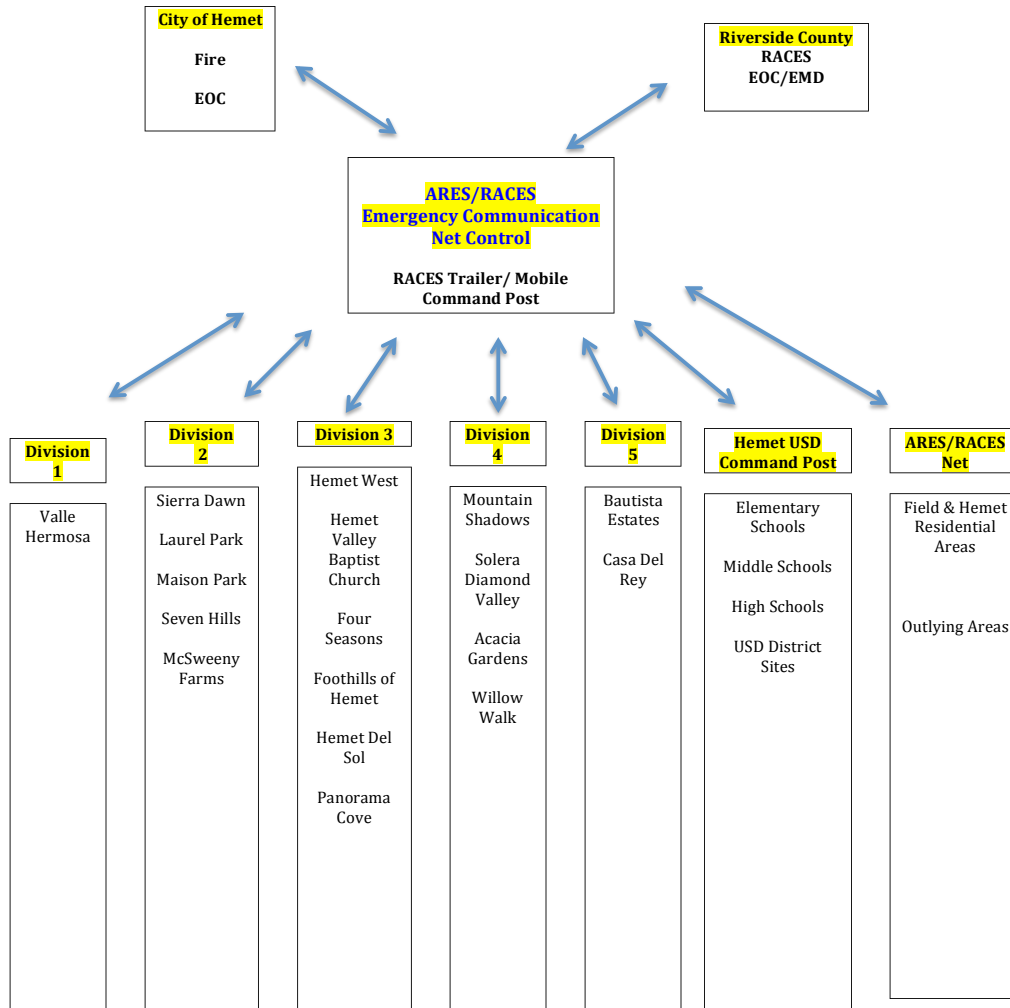 City of Hemet
Fire
EOC
Riverside County
RACES
EOC/EMD
ARES/RACES
Emergency Communication
Net Control
RACES Trailer/ Mobile
Command Post
Division
1
Valle
Hermosa
Division
2
Sierra Dawn
Laurel Park
Maison Park
Seven Hills
McSweeny
Farms
Division 3
Hemet West
Hemet
Valley
Baptist
Church
Four
Seasons
Foothills of
Hemet
Hemet Del
Sol
Panorama
Cove
Division
4
Mountain
Shadows
Solera
Diamond
Valley
Acacia
Gardens
Willow
Walk
Division
5
Bautista
Estates
Casa Del
Rey
Hemet USD
Command Post
Elementary
Schools
Middle Schools
High Schools
USD District
Sites
ARES/RACES
Net
Field & Hemet
Residential
Areas
Outlying Areas